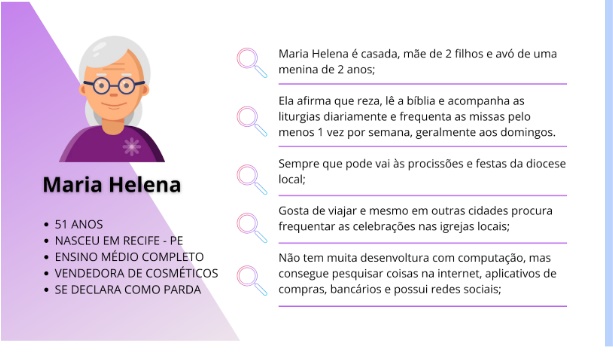 Maria Helena
51 ANOS
NASCEU EM RECIFE - PE
ENSINO MÉDIO COMPLETO
VENDEDORA DE COSMÉTICOS
SE DECLARA COMO PARDA
Maria Helena é casada, mãe de 2 filhos e avó de uma
menina de 2 anos;
Ela afirma que reza, lê a bíblia e acompanha as
liturgias diariamente e frequenta as missas pelo
menos 1 vez por semana, geralmente aos domingos.
Sempre que pode vai às procissões e festas da diocese
local;
Gosta de viajar e mesmo em outras cidades procura
frequentar as celebrações nas igrejas locais;
Não tem muita desenvoltura com computação, mas
consegue pesquisar coisas na internet, aplicativos de
compras, bancários e possui redes sociais;